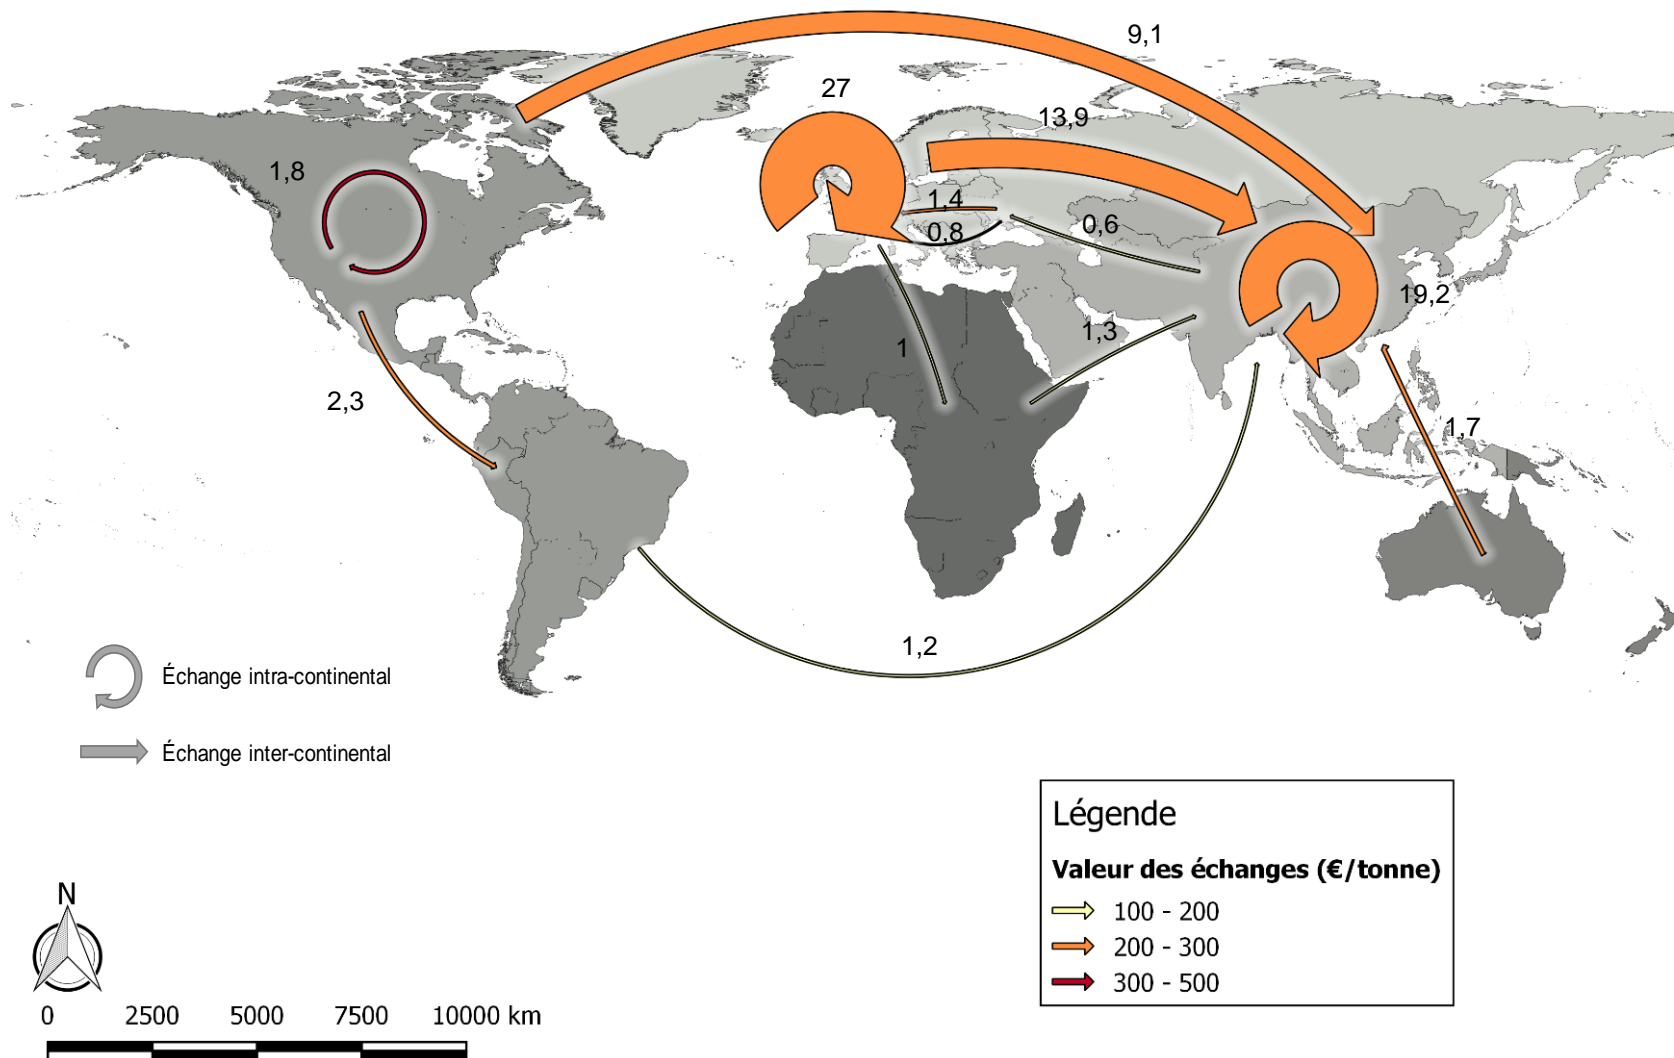 9,1
27
13,9
1,8
1,4
0,8
0,6
19,2
1,3
1
2,3
1,7
1,2
Échange intra-continental
Échange inter-continental
Légende
Valeur des échanges (€/tonne)
100 - 200
200 - 300
300 - 500
N
0 2500 5000 7500 10000 km